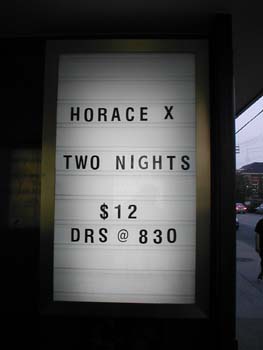 HORACE X
TWO NIGHTS
$12
DRS @ 830